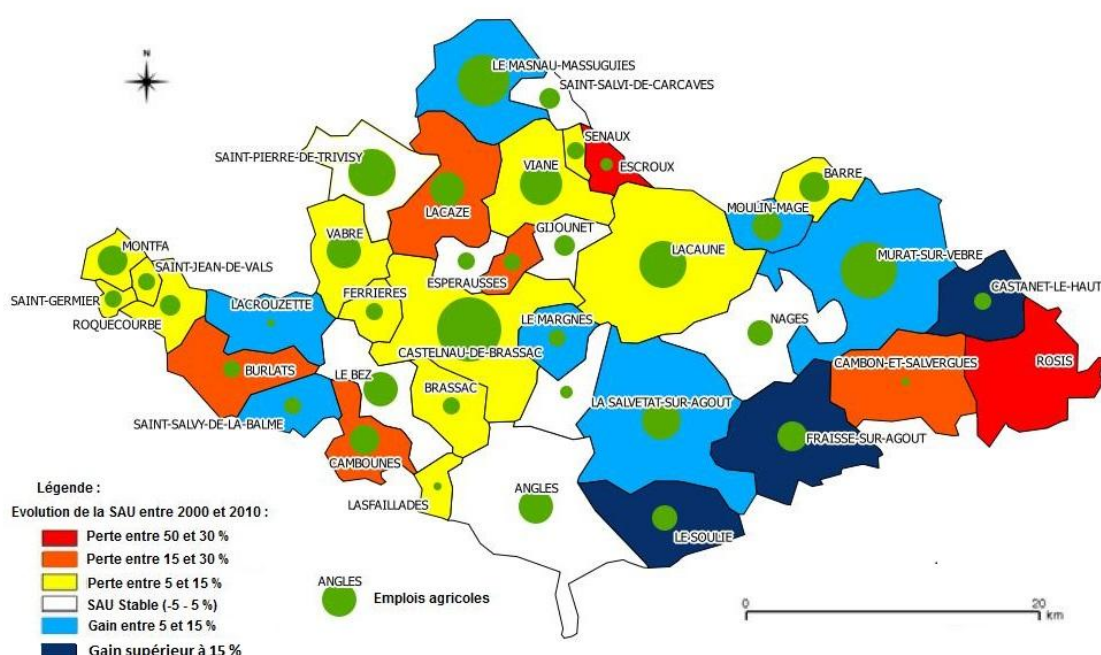 N
LE MASNAU-MASSUGUIES
SAINT-SALVI-DE-CARCAVES
SENAUX
SAINT-PIERRE-DE-TRIVISY
VIANE
ESCROUX
BARRE
LACAZE
MOULIN-MAGE
GIJOUNET
VABRE
LACAUNE
MONTFA
MURAT-SUR-VEBRE
SAINT-JEAN-DE-VALS
ESPERAUSSES
CASTANET-LE-HAUT
FERRIERES
SAINT-GERMIER
LACROUZETTE
LE MARGNES
NAGES
ROQUECOURBE
CASTELNAU-DE-BRASSAC
ROSIS
CAMBON-ET-SALVERGUES
BURLATS
LE BEZ
BRASSAC
LA SALVETAT-SUR-AGOUT
SAINT-SALVY-DE-LA-BALME
FRAISSE-SUR-AGOUT
CAMBOUNES
ANGLES
LASFAILLADES
LE-SOULIE
Légende :
Evolution de la SAU entre 2000 et 2010 :
Perte entre 50 et 30 %
Perte entre 15 et 30 %
Perte entre 5 et 15 %
SAU Stable (-5 - 5 %)
Gain entre 5 et 15 %
Gain supérieur à 15 %
ANGLES
Emplois agricoles
0
20
km